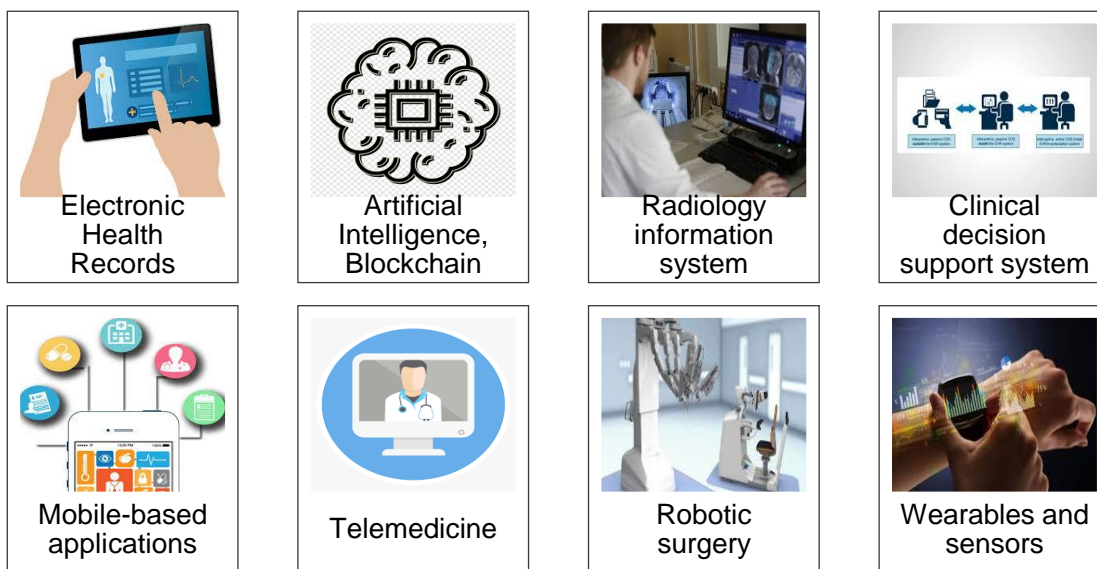 Electronic
Health
Records
Artificial
Intelligence,
Blockchain
Radiology
information
system
Clinical
decision
support system
Mobile-based
applications
Telemedicine
Robotic
surgery
Wearables and
sensors